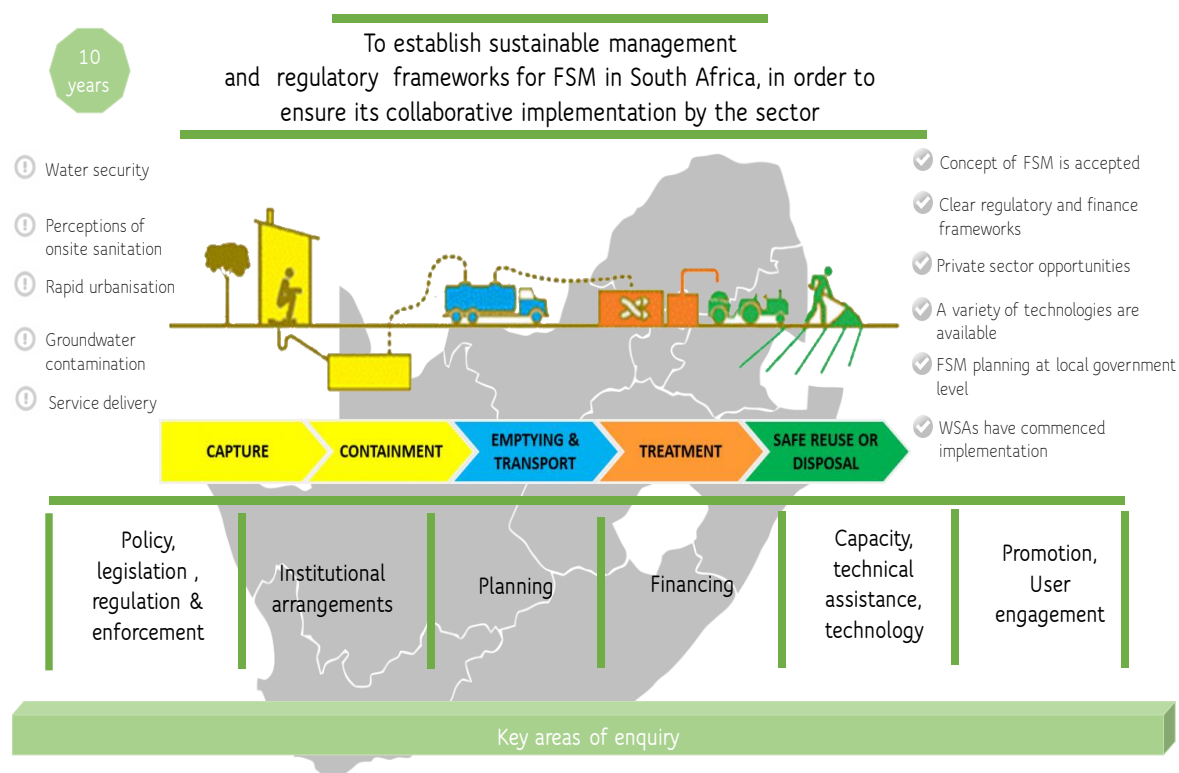 10
years
To establish sustainable management
and regulatory frameworks for FSM in South Africa, in order to
ensure its collaborative implementation by the sector
Water security
Perceptions of
onsite sanitation
Rapid urbanisation
Groundwater
contamination
Service delivery
Concept of FSM is accepted
Clear regulatory and finance
frameworks
Private sector opportunities
A variety of technologies are
available
FSM planning at local government
level
WSAs have commenced
implementation
CAPTURE
CONTAINMENT
EMPTYING &
TRANSPORT
TREATMENT
SAFE REUSE OR
DISPOSAL
Policy,
legislation ,
regulation &
enforcement
Institutional
arrangements
Planning
Financing
Capacity,
technical
assistance,
technology
Promotion,
User
engagement
Key areas of enquiry